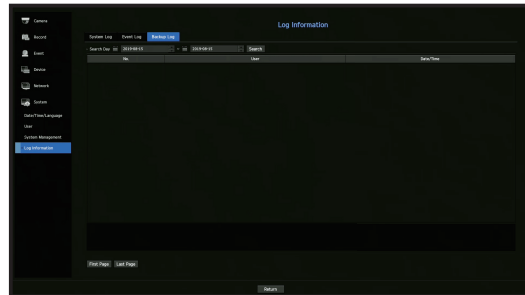 Log Information
Camera
Record
Event
Device
Network
System
Date/Time/Language
User
System Management
Log Information
System Log Event Log Backup Log
Search Day 2019-08-15 ~ 2019-08-15 Search
No. User Date/Time
First Page Last Page
Return